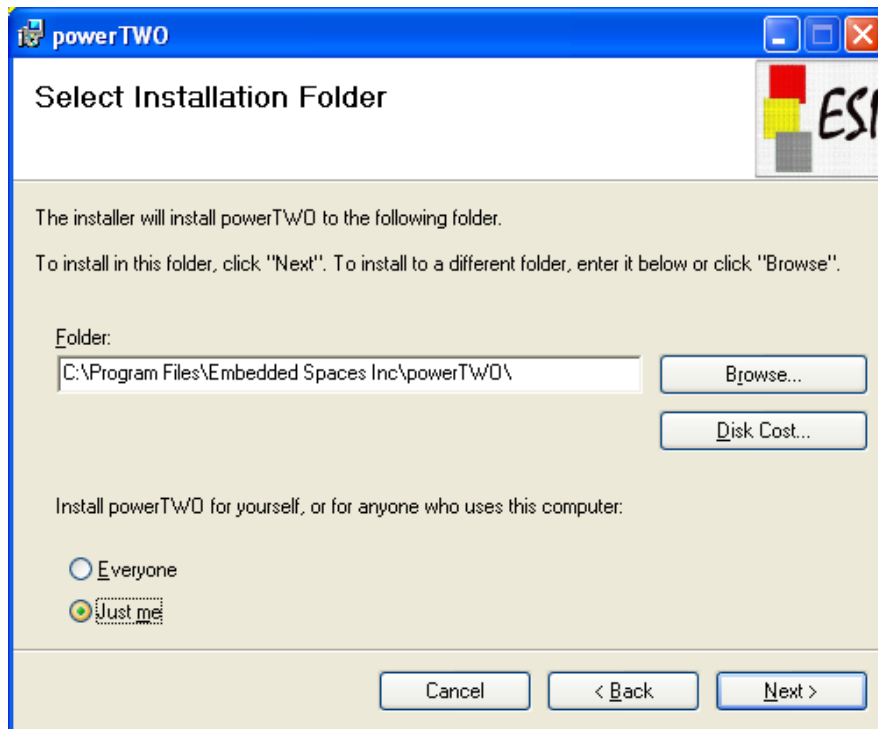 powerTWO
Select Installation Folder
ESI
The installer will install powerTWO to the following folder.
To install in this folder, click "Next". To install to a different folder, enter it below or click "Browse".
Folder:
C:\Program Files\Embedded Spaces Inc\powerTWO\
Browse...
Disk Cost...
Install powerTWO for yourself, or for anyone who uses this computer:
Everyone
Just me
Cancel
< Back
Next >